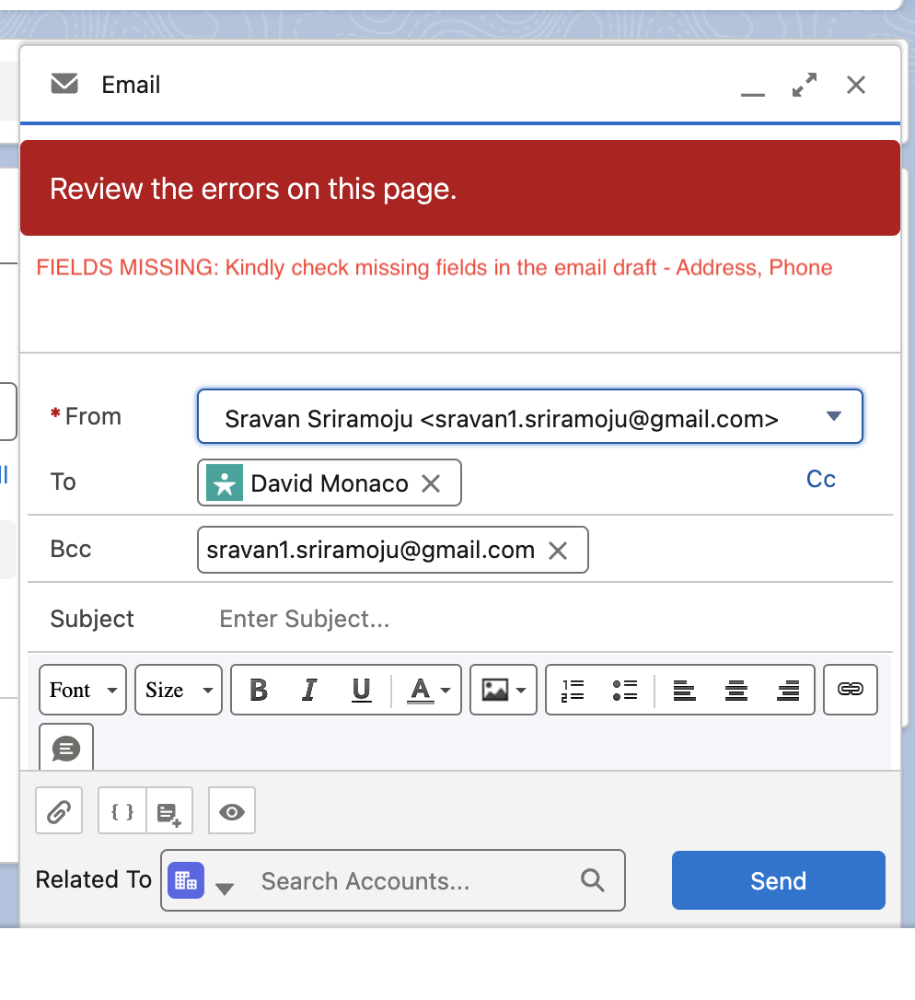 Email
Review the errors on this page.
FIELDS MISSING: Kindly check missing fields in the email draft - Address, Phone
* From Sravan Sriramoju <sravan1.sriramoju@gmail.com>
To David Monaco Cc
Bcc sravan1.sriramoju@gmail.com
Subject Enter Subject...
Font Size B I U A
{ }
Related To Search Accounts... Send